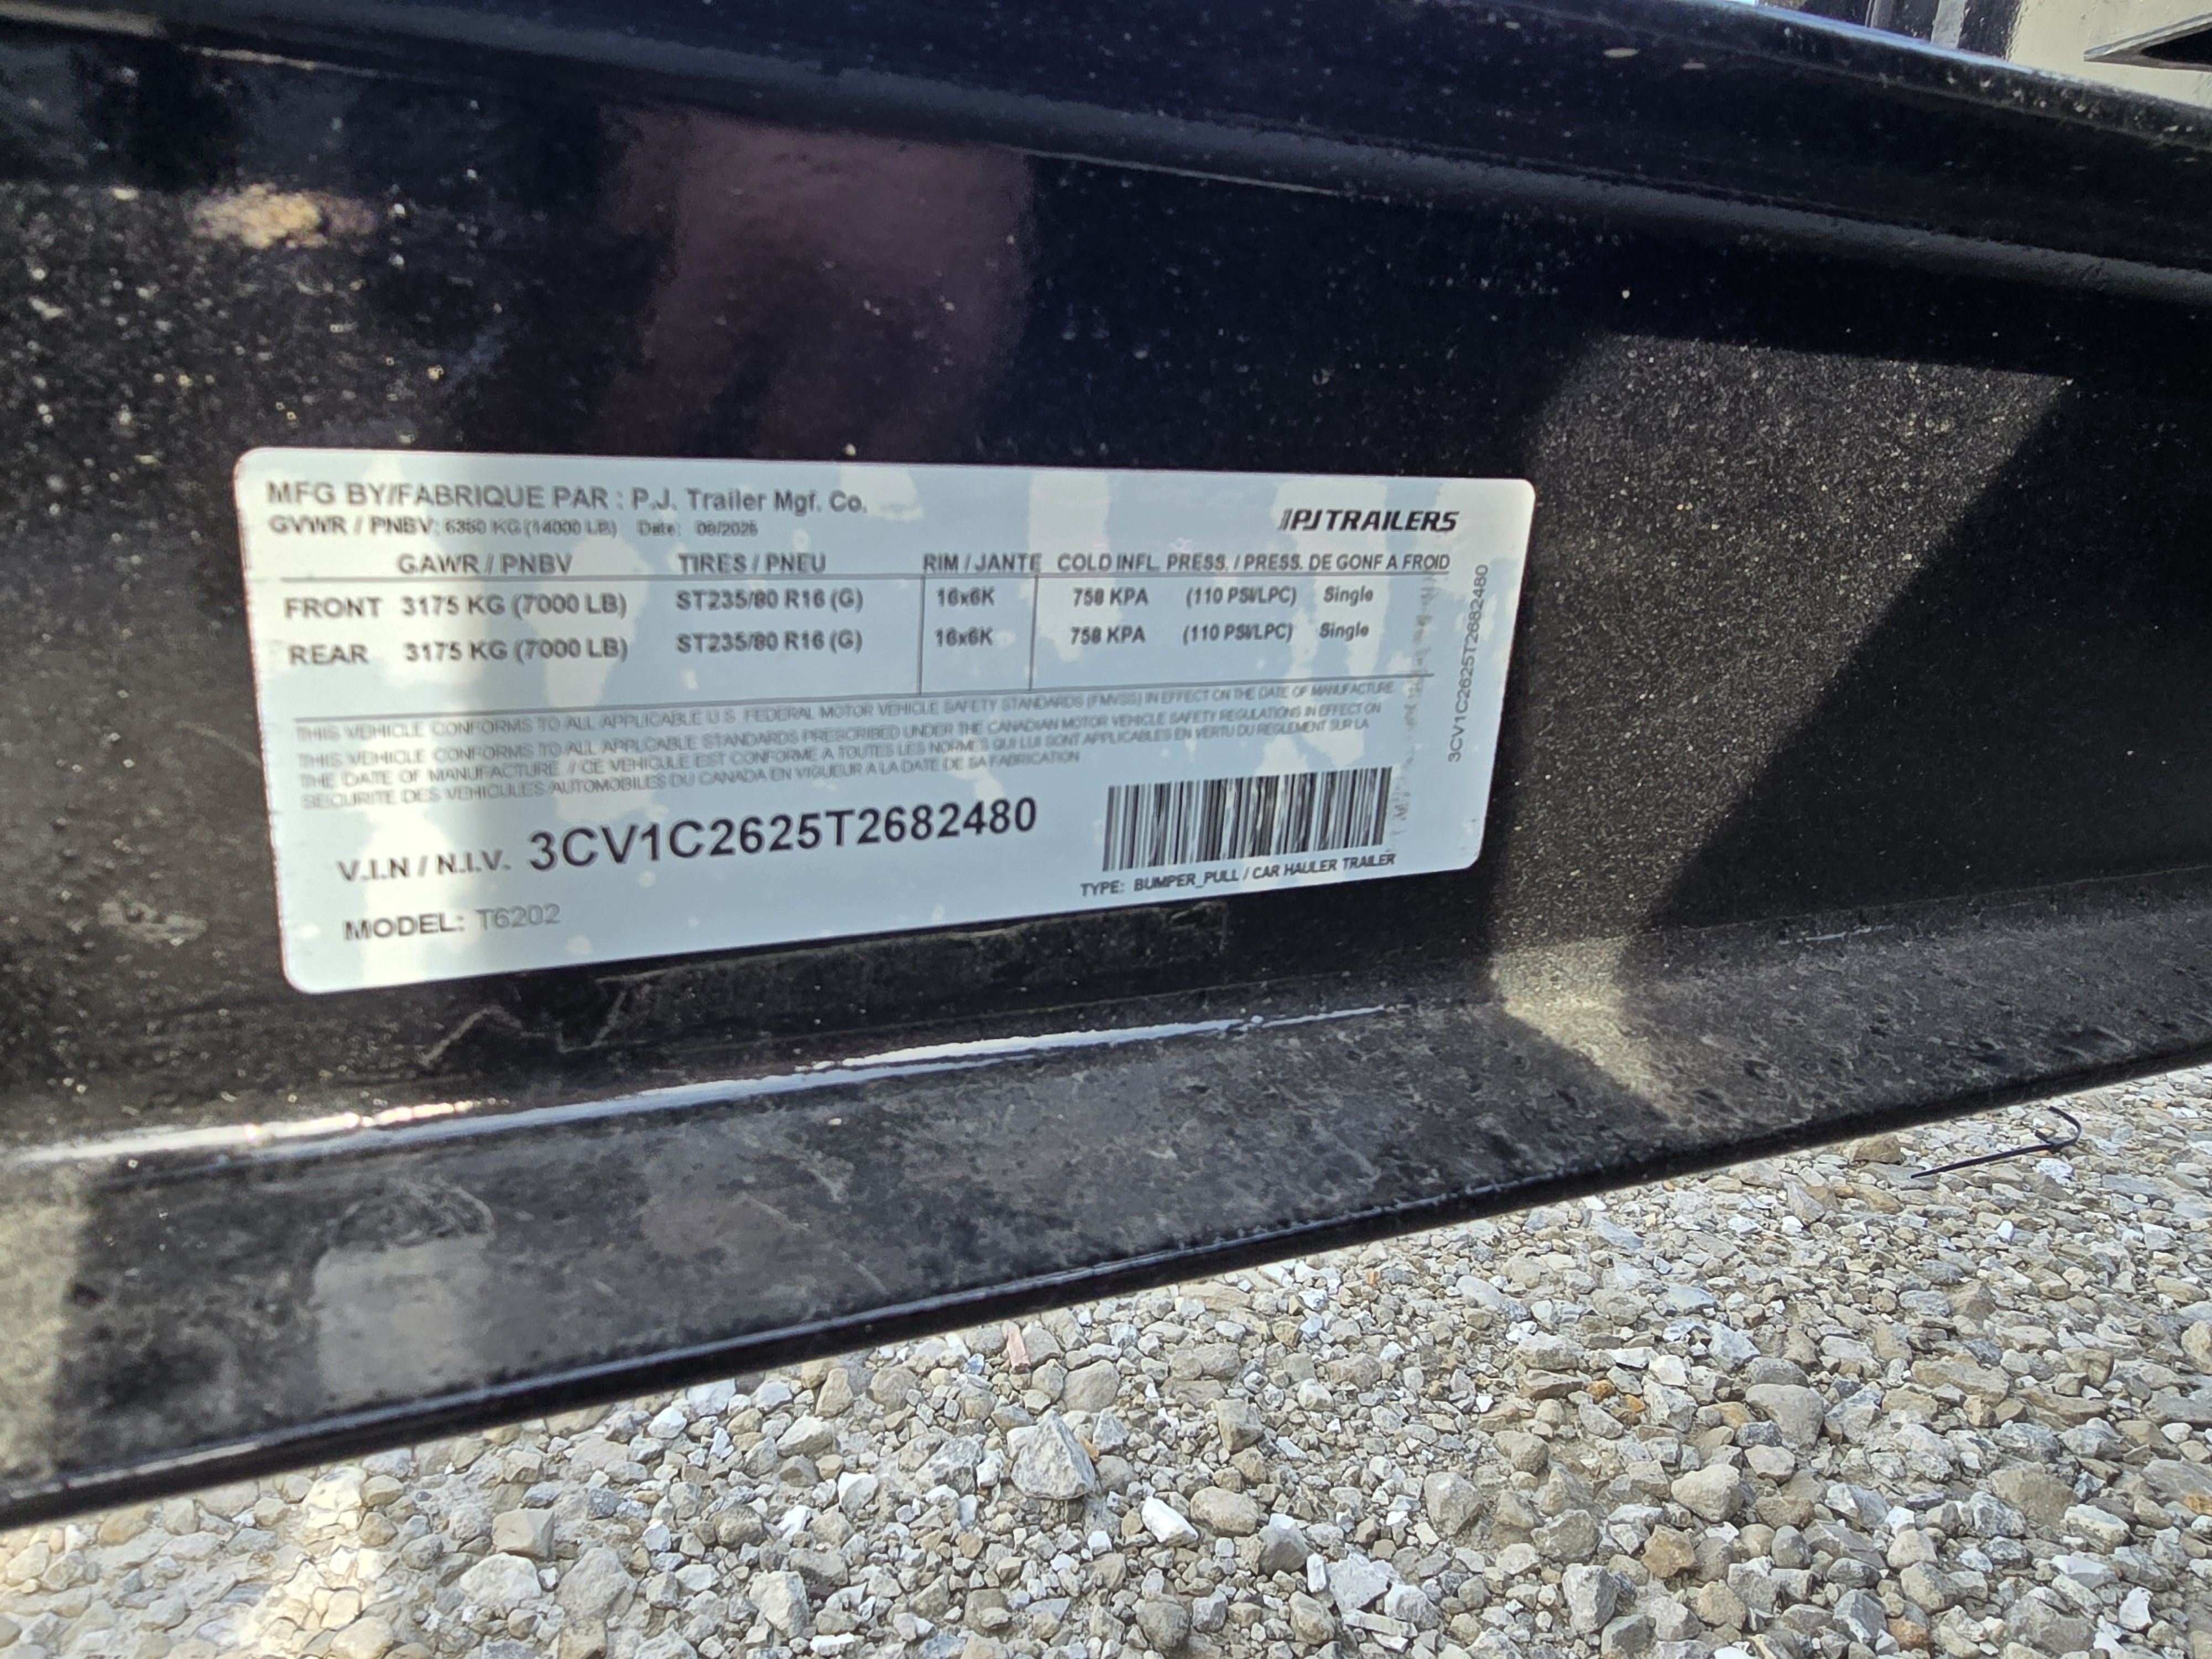 MFG BY/FABRIQUE PAR : P.J. Trailer Mgf. Co.
GVWR / PNBV: 6350 KG (14000 LB) Date:
PJTRAILERS
GAWR / PNBV TIRES / PNEU RIM / JANTE COLD INFL. PRESS. / PRESS. DE GONF A FROID
FRONT 3175 KG (7000 LB) ST235/80 R16 (G) 16x6K 758 KPA (110 PSI/LPC) Single
REAR 3175 KG (7000 LB) ST235/80 R16 (G) 16x6K 758 KPA (110 PSI/LPC) Single
THIS VEHICLE CONFORMS TO ALL APPLICABLE U.S. FEDERAL MOTOR VEHICLE SAFETY STANDARDS (FMVSS) IN EFFECT ON THE DATE OF MANUFACTURE
THIS VEHICLE CONFORMS TO ALL APPLCABLE STANDARDS PRESCRIBED UNDER THE CANADIAN MOTOR VEHICLE SAFETY REGULATIONS IN EFFECT ON
THE DATE OF MANUFACTURE. // CE VEHICULE EST CONFORME A TOUTES LES NORMES QUI LUI SONT APPLICABLES EN VERTU DU REGLEMENT SUR LA
SECURITE DES VEHICULES AUTOMOBILES DU CANADA EN VIGUEUR A LA DATE DE SA FABRICATION
V.I.N / N.I.V. 3CV1C2625T2682480
TYPE: BUMPER_PULL / CAR HAULER TRAILER
MODEL: T6202
3CV1C2625T2682480